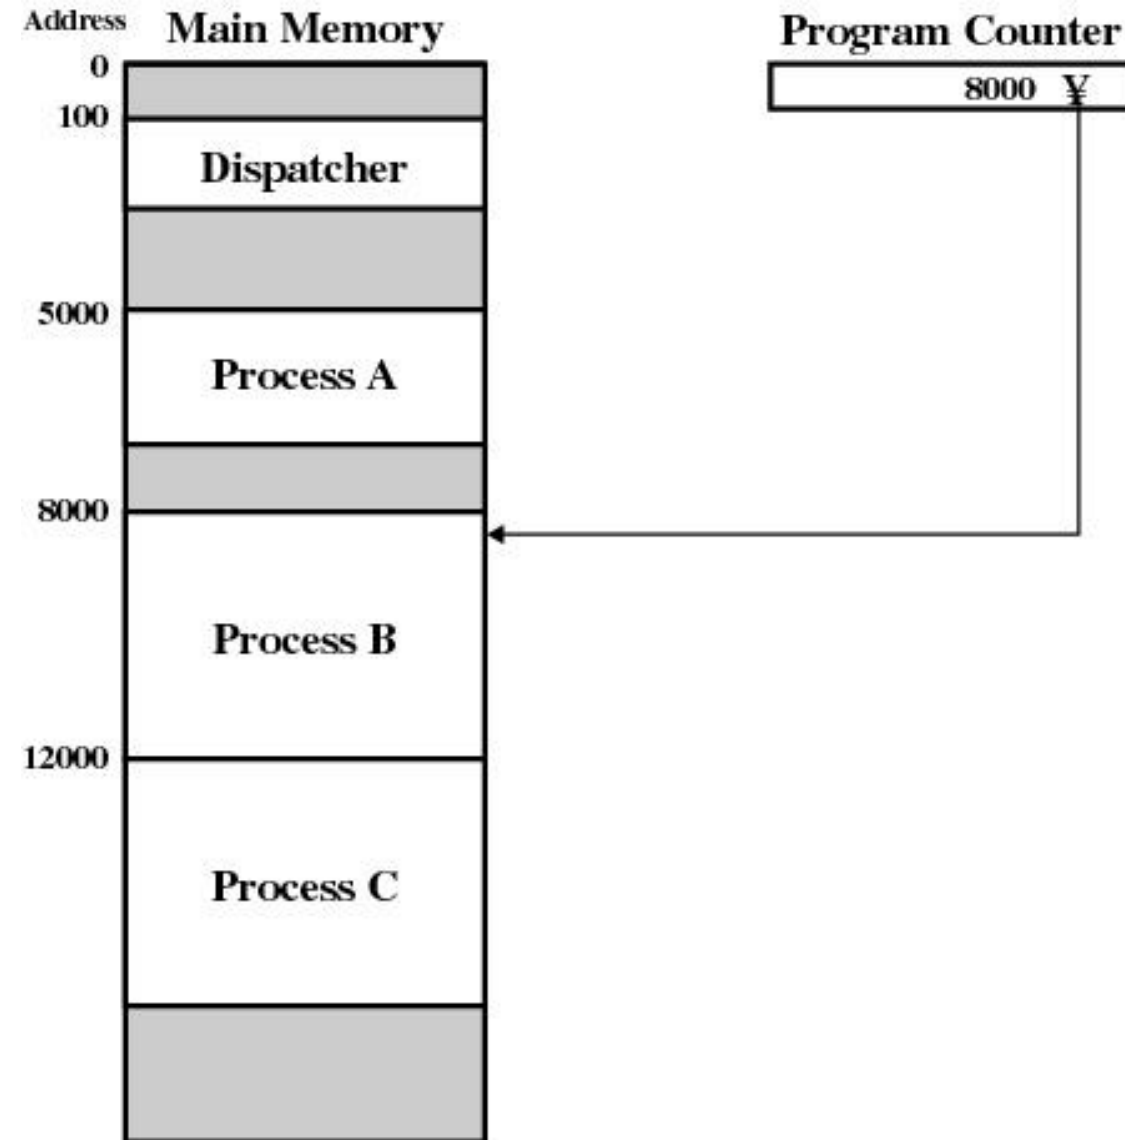 Address
Main Memory
Program Counter
0
8000 ¥
100
Dispatcher
5000
Process A
8000
Process B
12000
Process C